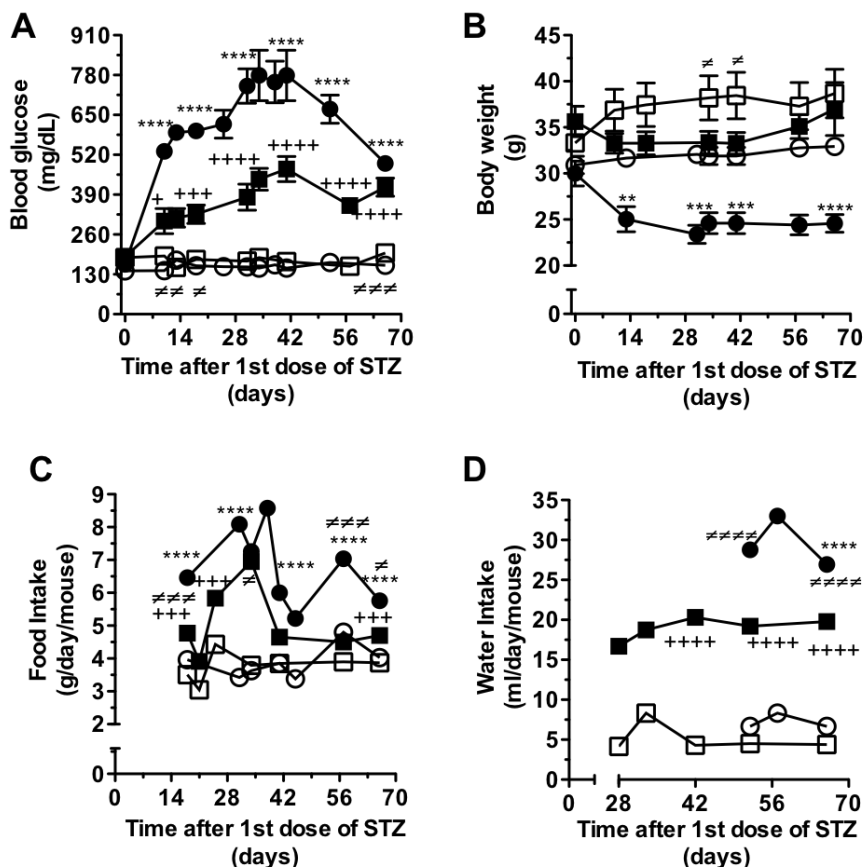 A
Blood glucose
(mg/dL)
910
780
650
520
390
260
130
0
****
****
****
****
****
****
+
+++
++++
++++
++++
++++
≠≠
≠
≠≠≠
0 14 28 42 56 70
Time after 1st dose of STZ
(days)
B
Body weight
(g)
45
40
35
30
25
20
0
≠
≠
**
***
***
****
0 14 28 42 56 70
Time after 1st dose of STZ
(days)
C
Food Intake
(g/day/mouse)
9
8
7
6
5
4
3
2
0
****
****
≠≠≠
****
≠
****
****
≠≠≠
+++
+++
≠
+++
0 14 28 42 56 70
Time after 1st dose of STZ
(days)
D
Water Intake
(ml/day/mouse)
35
30
25
20
15
10
5
0
≠≠≠≠
****
≠≠≠≠
++++
++++
++++
0 28 42 56 70
Time after 1st dose of STZ
(days)